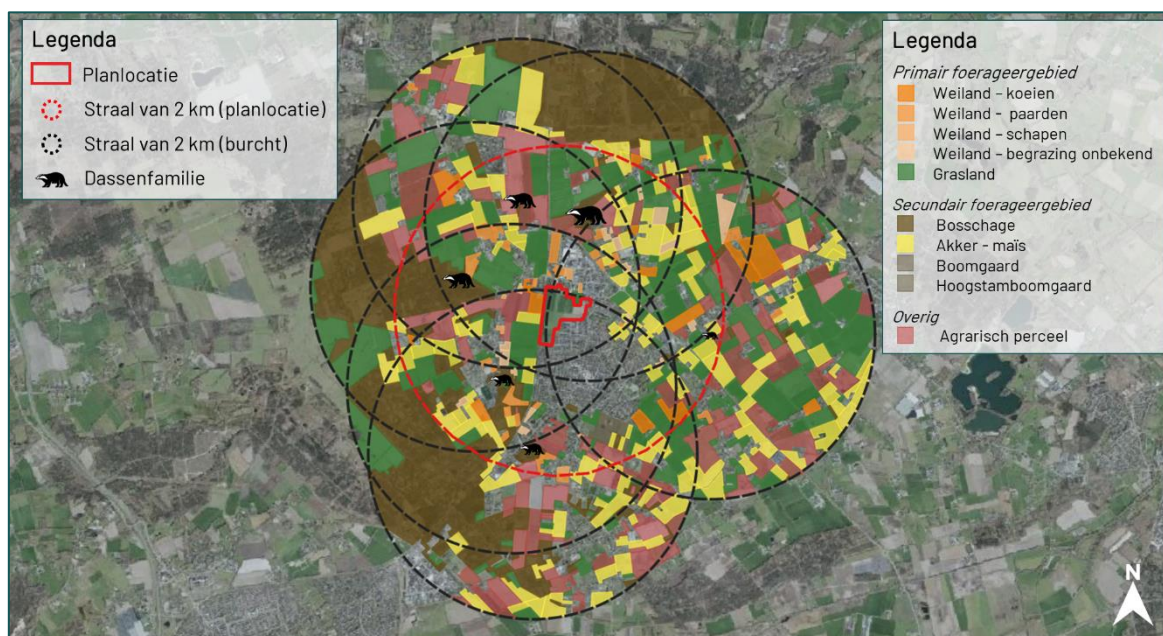 Legenda
Planlocatie
Straal van 2 km (planlocatie)
Straal van 2 km (burcht)
Dassenfamilie
Legenda
Primair foerageergebied
Weiland - koeien
Weiland - paarden
Weiland - schapen
Weiland - begrazing onbekend
Grasland
Secundair foerageergebied
Bosschage
Akker - maïs
Boomgaard
Hoogstamboomgaard
Overig
Agrarisch perceel
N